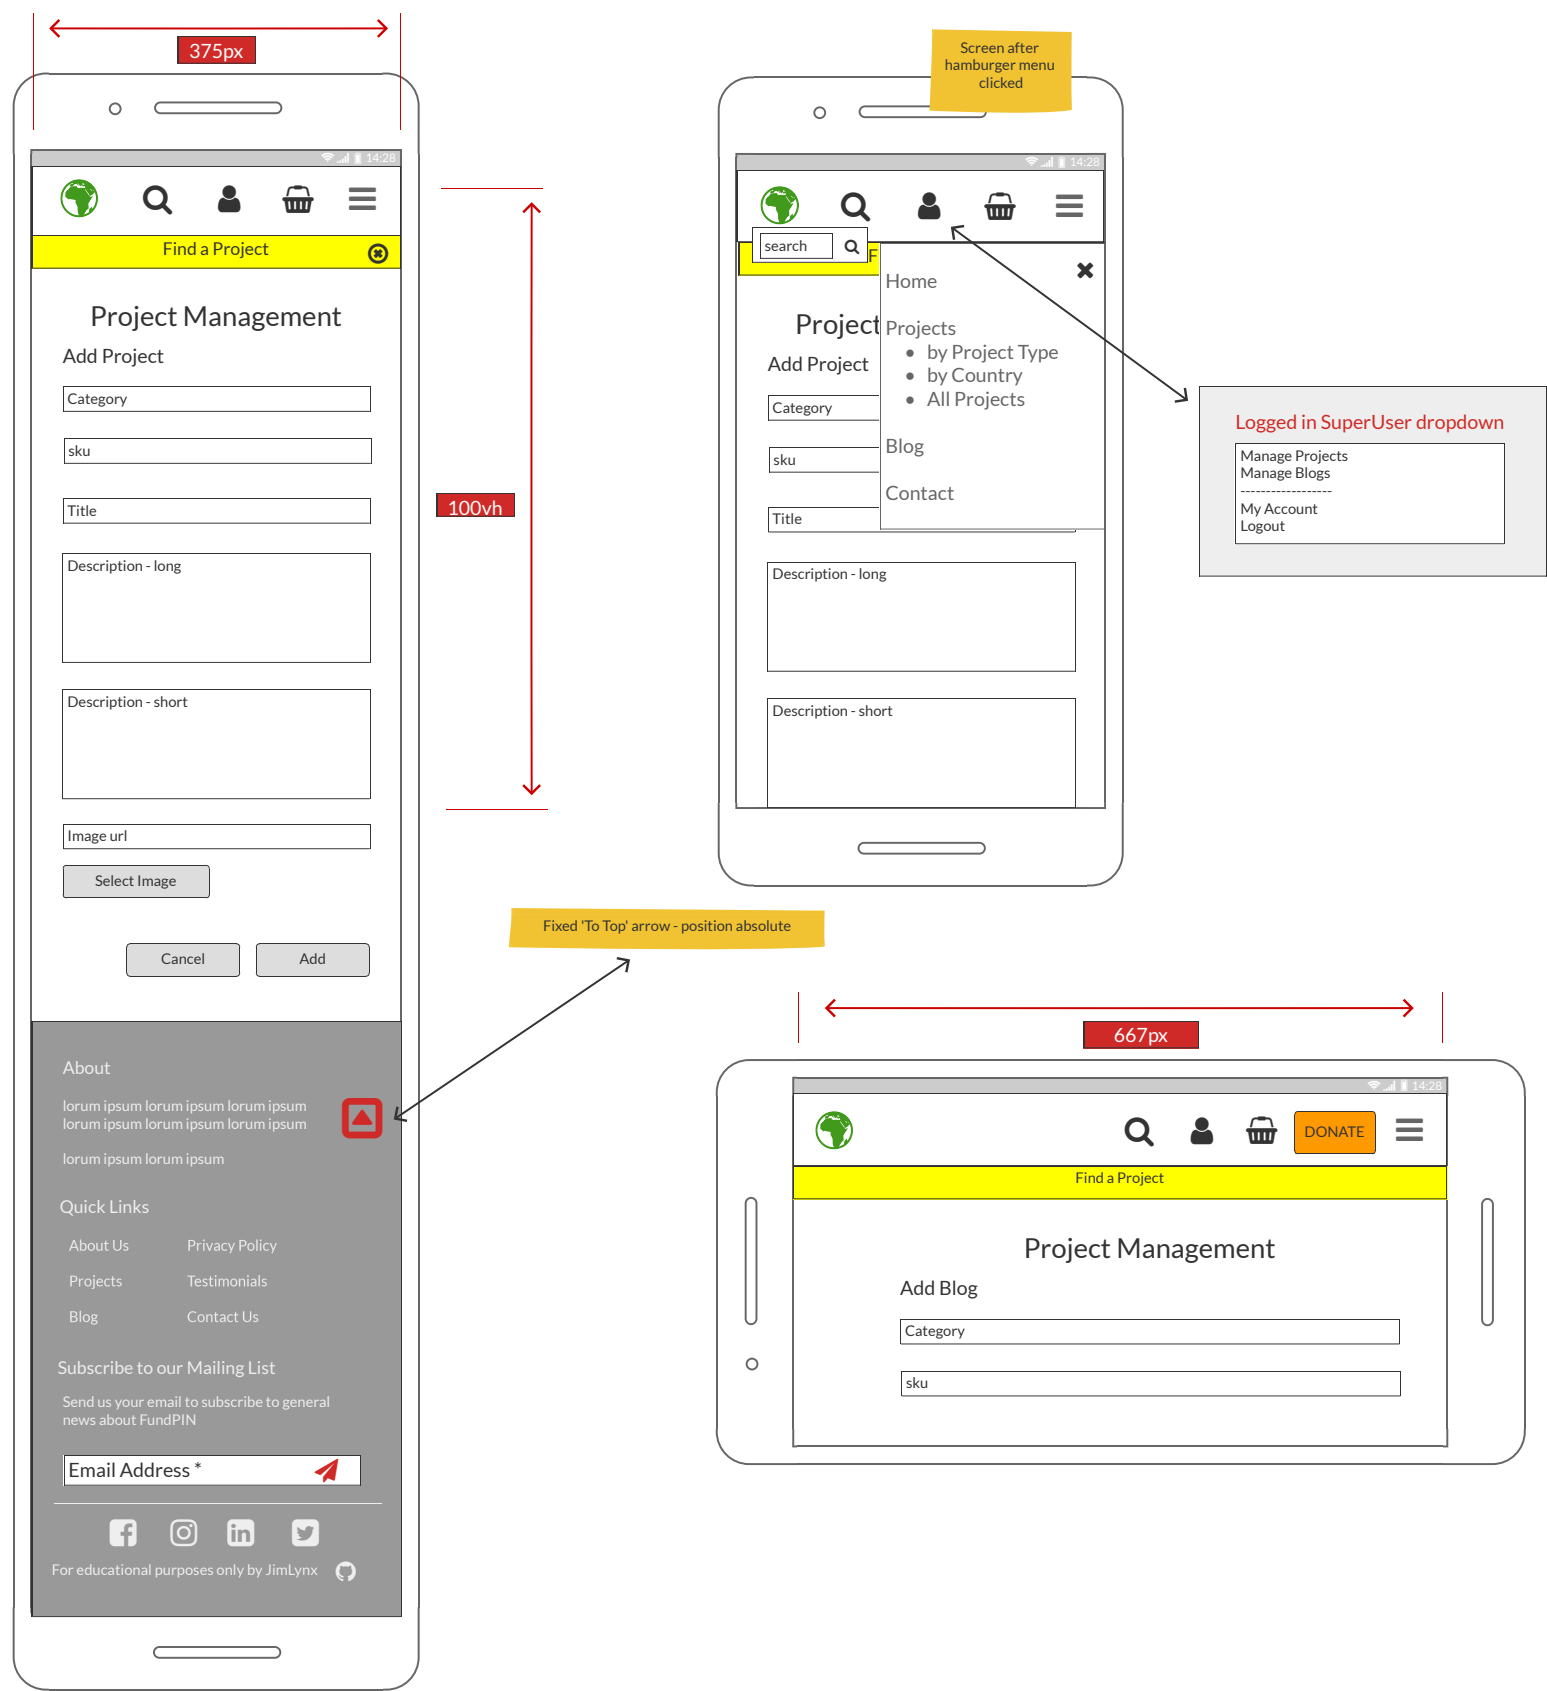 375px
14:28
Find a Project
Project Management
Add Project
Category
sku
Title
Description - long
Description - short
Image url
Select Image
Cancel
Add
About
lorum ipsum lorum ipsum lorum ipsum
lorum ipsum lorum ipsum lorum ipsum
lorum ipsum lorum ipsum
Quick Links
About Us
Privacy Policy
Projects
Testimonials
Blog
Contact Us
Subscribe to our Mailing List
Send us your email to subscribe to general
news about FundPIN
Email Address *
For educational purposes only by JimLynx
100vh
Fixed 'To Top' arrow - position absolute
Screen after
hamburger menu
clicked
14:28
search
F
Home
Projects
by Project Type
by Country
All Projects
Blog
Contact
Project
Add Project
Category
sku
Title
Description - long
Description - short
Logged in SuperUser dropdown
Manage Projects
Manage Blogs
------------------
My Account
Logout
667px
14:28
DONATE
Find a Project
Project Management
Add Blog
Category
sku